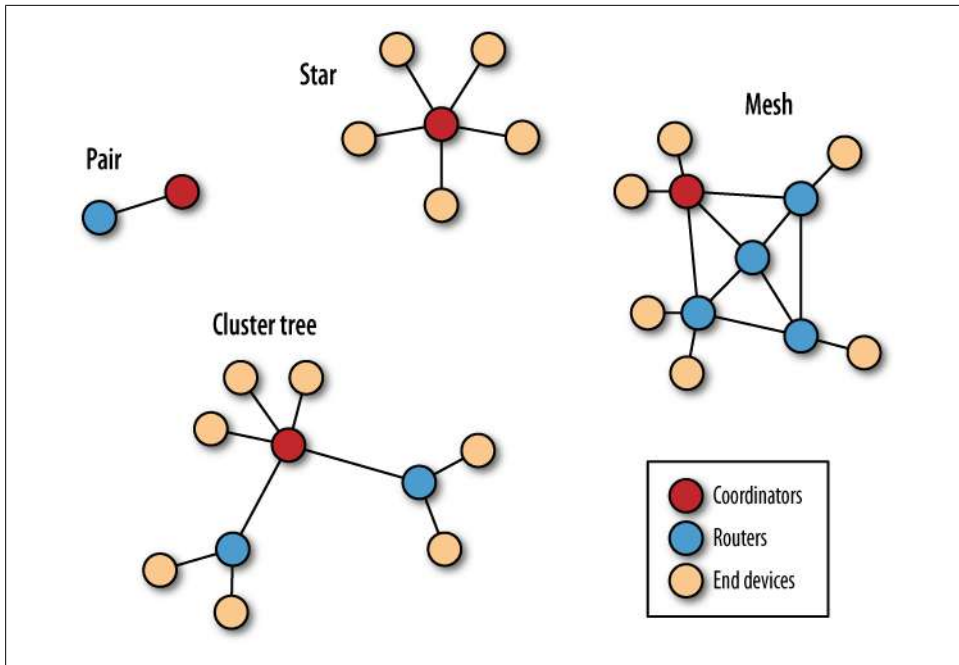 Star
Mesh
Pair
Cluster tree
Coordinators
Routers
End devices